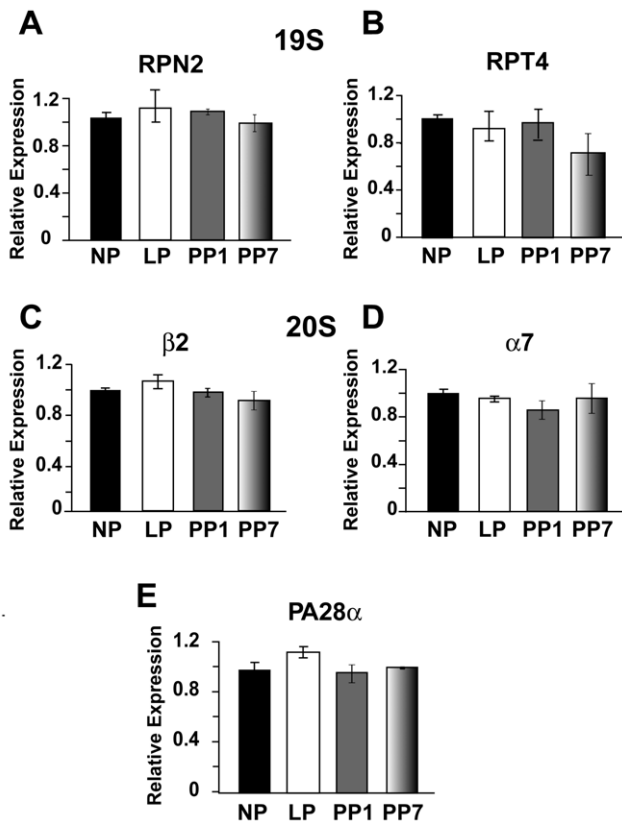 A
19S
B
RPN2
RPT4
Relative Expression
1.2
0.8
0.4
0
NP LP PP1 PP7
Relative Expression
1.2
0.8
0.4
0
NP LP PP1 PP7
C
20S
D
β2
α7
Relative Expression
1.2
0.8
0.4
0
NP LP PP1 PP7
Relative Expression
1.2
0.8
0.4
0
NP LP PP1 PP7
E
PA28α
Relative Expression
1.2
0.8
0.4
0
NP LP PP1 PP7